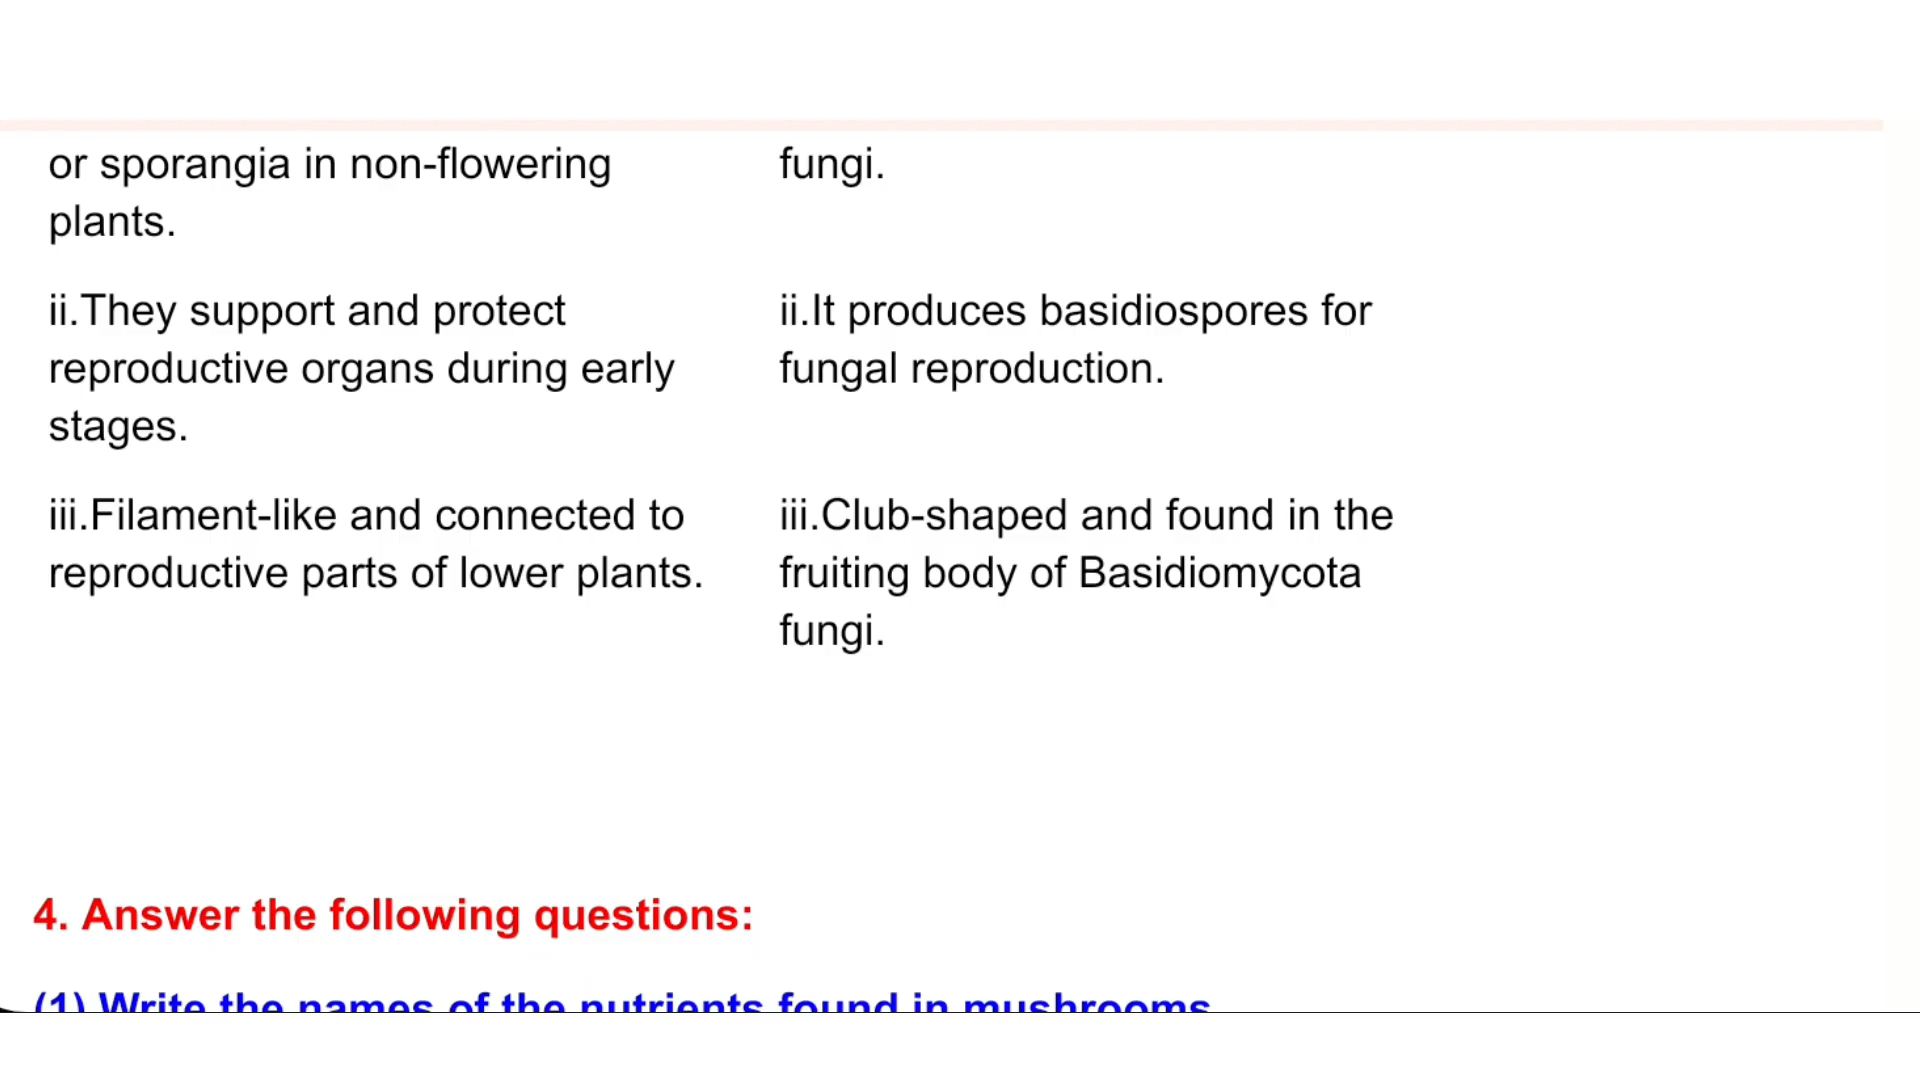 or sporangia in non-flowering
plants.
fungi.
ii.They support and protect
reproductive organs during early
stages.
ii.It produces basidiospores for
fungal reproduction.
iii.Filament-like and connected to
reproductive parts of lower plants.
iii.Club-shaped and found in the
fruiting body of Basidiomycota
fungi.
4. Answer the following questions:
(1) Write the names of the nutrients found in mushrooms